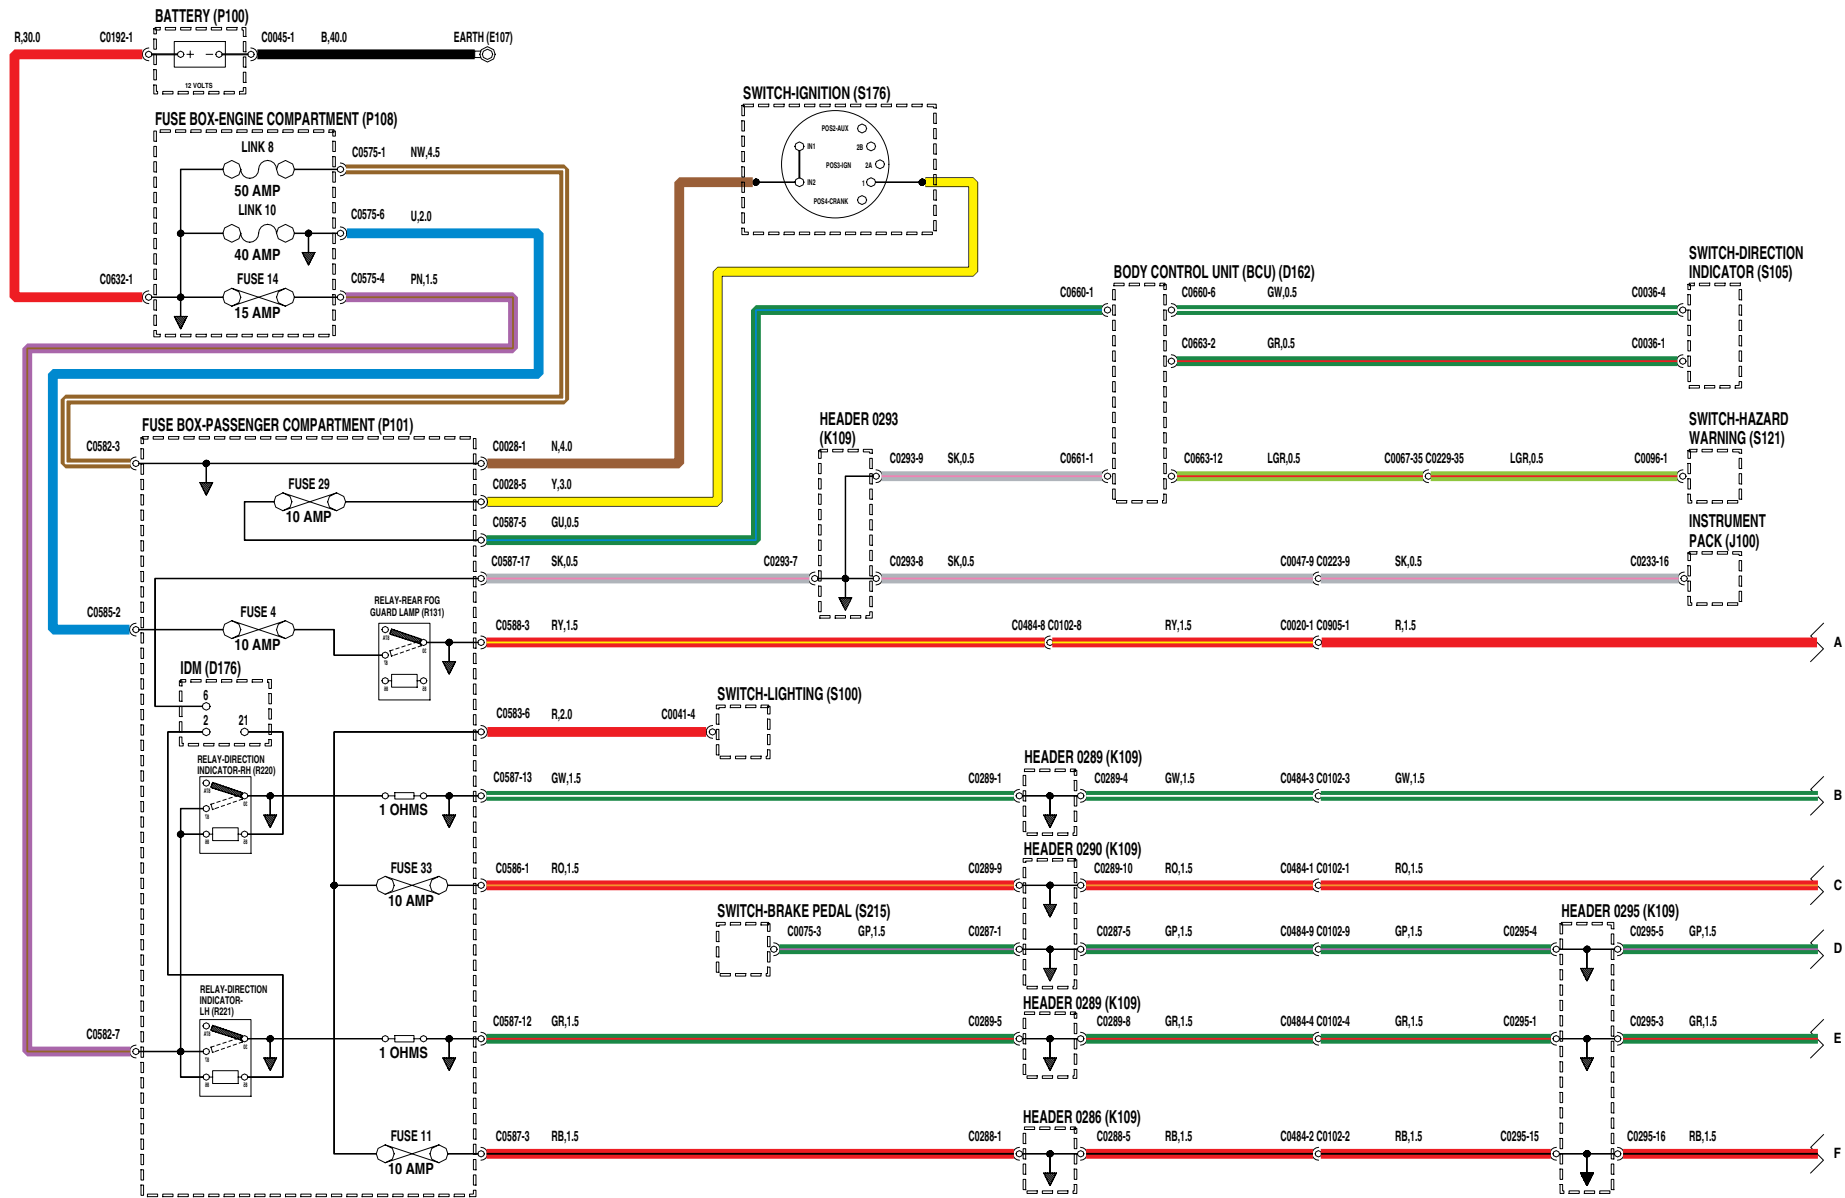 BATTERY (P100)
R,30.0
C0192-1
C0045-1
B,40.0
EARTH (E107)
+
-
12 VOLTS
FUSE BOX-ENGINE COMPARTMENT (P108)
LINK 8
50 AMP
C0575-1
NW,4.5
LINK 10
40 AMP
C0575-6
U,2.0
C0632-1
FUSE 14
15 AMP
C0575-4
PN,1.5
SWITCH-IGNITION (S176)
POS2-AUX
IN1
2B
POS3-IGN
2A
IN2
1
POS4-CRANK
BODY CONTROL UNIT (BCU) (D162)
C0660-1
C0660-6
GW,0.5
C0036-4
SWITCH-DIRECTION
INDICATOR (S105)
C0663-2
GR,0.5
C0036-1
FUSE BOX-PASSENGER COMPARTMENT (P101)
C0582-3
C0028-1
N,4.0
HEADER 0293
(K109)
C0293-9
SK,0.5
C0661-1
C0663-12
LGR,0.5
C0067-35
C0229-35
LGR,0.5
C0096-1
SWITCH-HAZARD
WARNING (S121)
FUSE 29
10 AMP
C0028-5
Y,3.0
C0587-5
GU,0.5
C0587-17
SK,0.5
C0293-7
C0293-8
SK,0.5
C0047-9
C0223-9
SK,0.5
C0233-16
INSTRUMENT
PACK (J100)
C0585-2
FUSE 4
10 AMP
RELAY-REAR FOG
GUARD LAMP (R131)
C0588-3
RY,1.5
C0484-8
C0102-8
RY,1.5
C0020-1
C0905-1
R,1.5
A
IDM (D176)
6
2
21
C0583-6
R,2.0
C0041-4
SWITCH-LIGHTING (S100)
RELAY-DIRECTION
INDICATOR-RH (R220)
1 OHMS
C0587-13
GW,1.5
C0289-1
HEADER 0289 (K109)
C0289-4
GW,1.5
C0484-3
C0102-3
GW,1.5
B
FUSE 33
10 AMP
C0586-1
RO,1.5
C0289-9
HEADER 0290 (K109)
C0289-10
RO,1.5
C0484-1
C0102-1
RO,1.5
C
SWITCH-BRAKE PEDAL (S215)
C0075-3
GP,1.5
C0287-1
C0287-5
GP,1.5
C0484-9
C0102-9
GP,1.5
C0295-4
HEADER 0295 (K109)
C0295-5
GP,1.5
D
RELAY-DIRECTION
INDICATOR-
LH (R221)
C0582-7
1 OHMS
C0587-12
GR,1.5
C0289-5
HEADER 0289 (K109)
C0289-8
GR,1.5
C0484-4
C0102-4
GR,1.5
C0295-1
C0295-3
GR,1.5
E
FUSE 11
10 AMP
C0587-3
RB,1.5
C0288-1
HEADER 0286 (K109)
C0288-5
RB,1.5
C0484-2
C0102-2
RB,1.5
C0295-15
C0295-16
RB,1.5
F